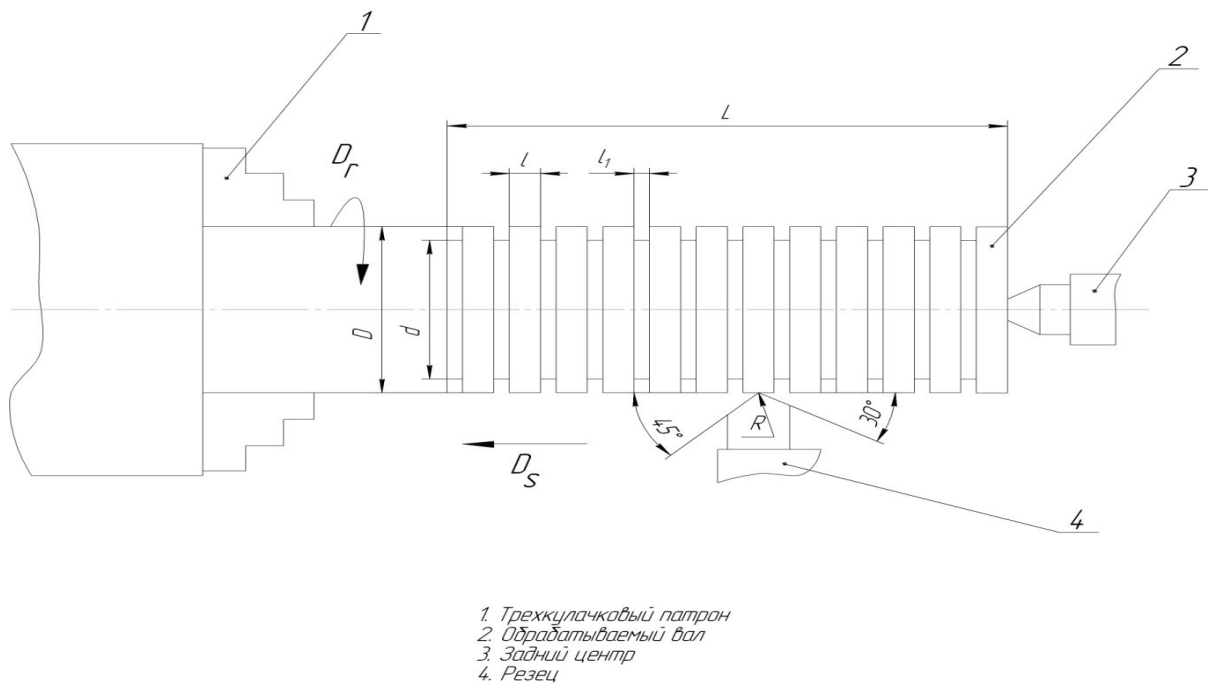 1
2
L
D_r
l
l₁
3
D
d
45°
R
30°
D_s
4
1. Трехкулачковый патрон
2. Обрабатываемый вал
3. Задний центр
4. Резец